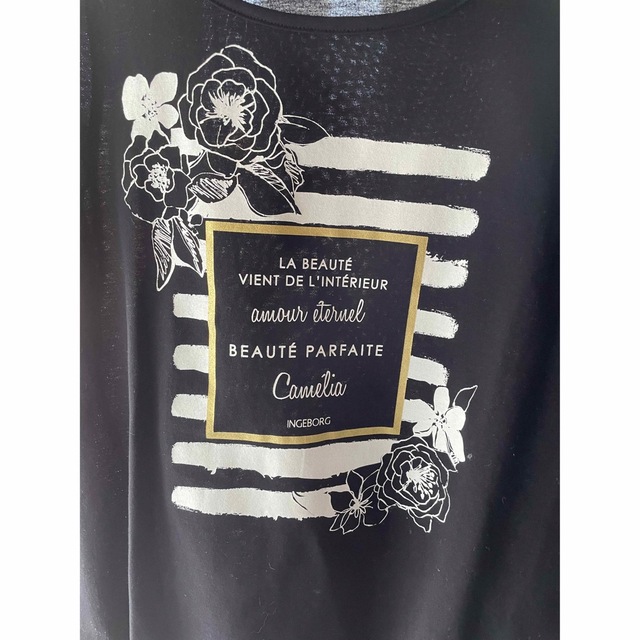 LA BEAUTÉ
VIENT DE L'INTÉRIEUR
amour éternel
BEAUTÉ PARFAITE
Camélia
INGEBORG